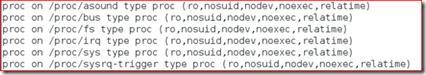 proc on /proc/asound type proc (ro,nosuid,nodev,noexec,relatime)
proc on /proc/bus type proc (ro,nosuid,nodev,noexec,relatime)
proc on /proc/fs type proc (ro,nosuid,nodev,noexec,relatime)
proc on /proc/irq type proc (ro,nosuid,nodev,noexec,relatime)
proc on /proc/sys type proc (ro,nosuid,nodev,noexec,relatime)
proc on /proc/sysrq-trigger type proc (ro,nosuid,nodev,noexec,relatime)